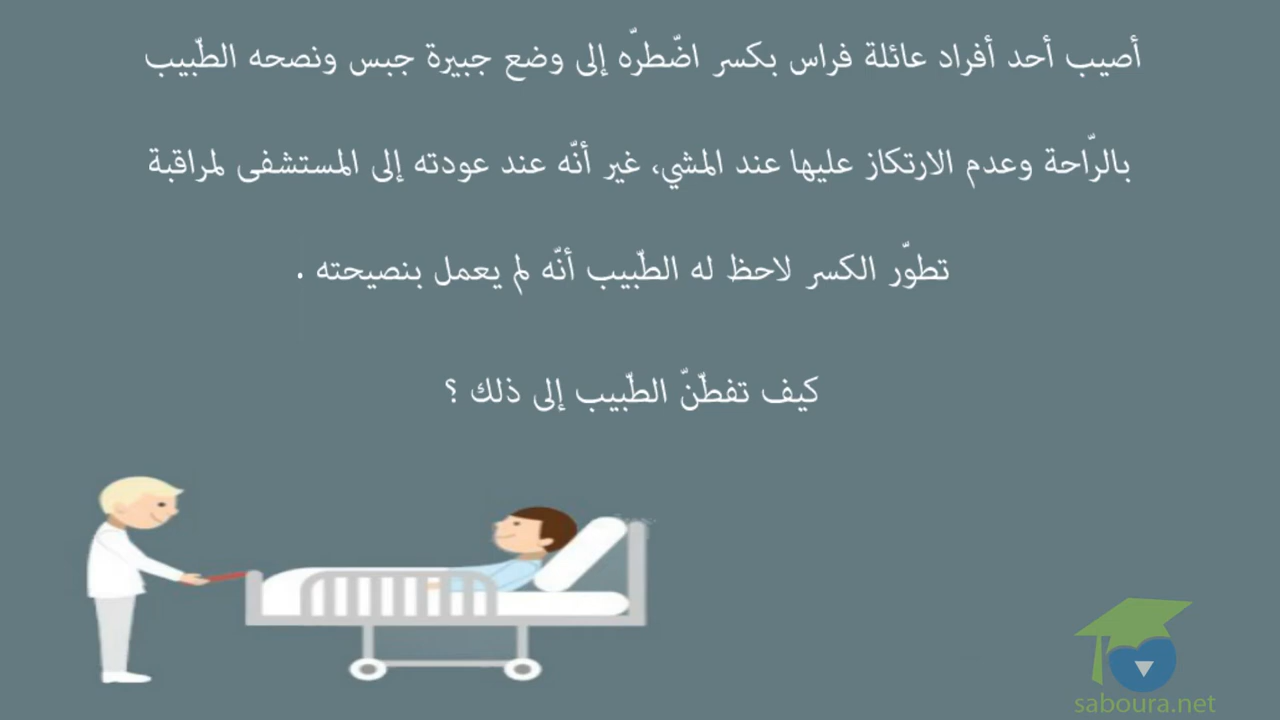 أصيب أحد أفراد عائلة فراس بكسر اضّطرّه إلى وضع جبيرة جبس ونصحه الطّبيب
بالرّاحة وعدم الارتكاز عليها عند المشي، غير أنّه عند عودته إلى المستشفى لمراقبة
تطوّر الكسر لاحظ له الطّبيب أنّه لم يعمل بنصيحته .
كيف تفطّنّ الطّبيب إلى ذلك ؟
saboura.net